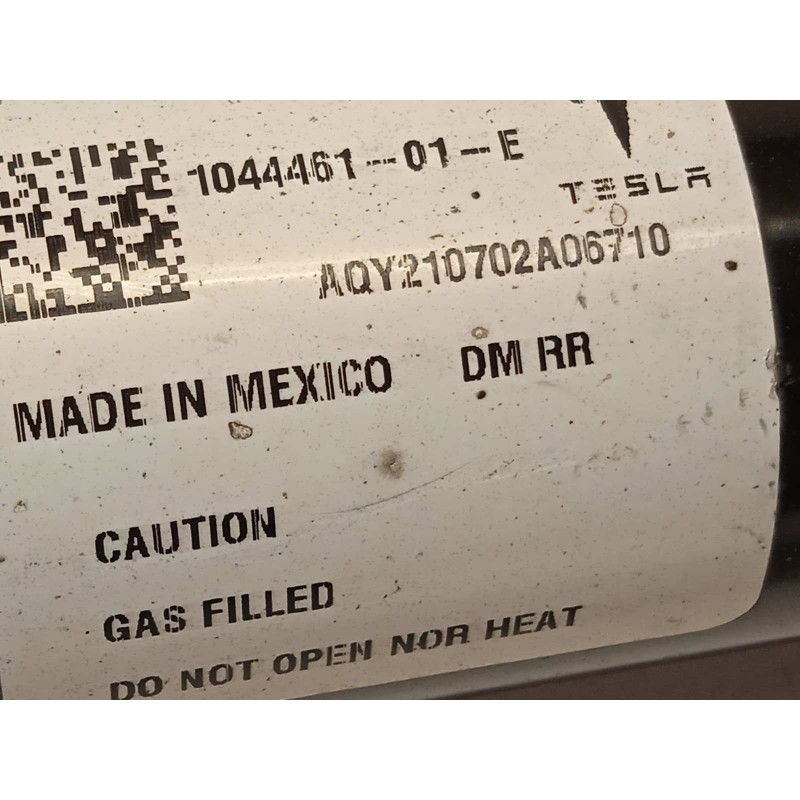 1044461-01-E
TESLA
AQY210702A06710
MADE IN MEXICO DM RR
CAUTION
GAS FILLED
DO NOT OPEN NOR HEAT